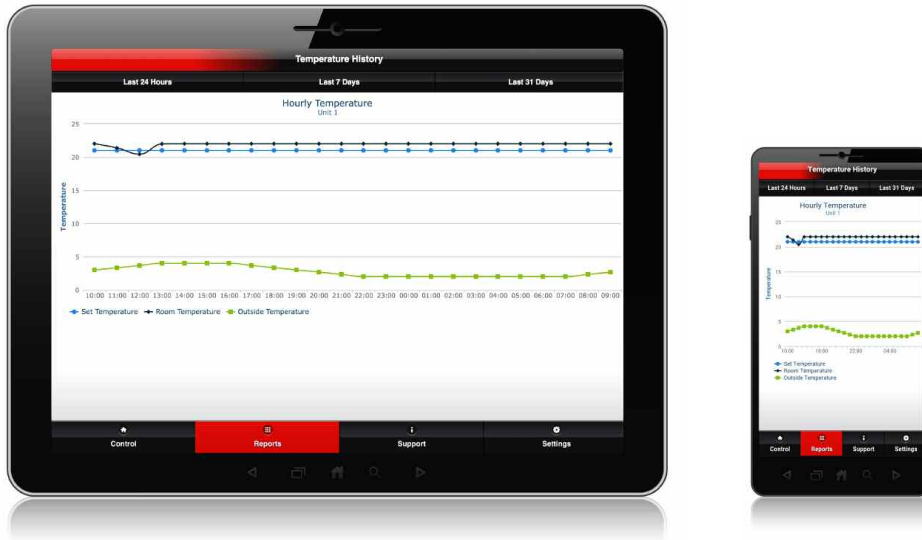 Temperature History
Last 24 Hours Last 7 Days Last 31 Days
Hourly Temperature
Unit 1
25
20
15
10
5
0
Temperature
10:00 11:00 12:00 13:00 14:00 15:00 16:00 17:00 18:00 19:00 20:00 21:00 22:00 23:00 00:00 01:00 02:00 03:00 04:00 05:00 06:00 07:00 08:00 09:00
Set Temperature Room Temperature Outside Temperature
Control Reports Support Settings
Temperature History
Last 24 Hours Last 7 Days Last 31 Days
Hourly Temperature
Unit 1
25
20
15
10
5
0
Temperature
10:00 16:00 22:00 04:00
Set Temperature
Room Temperature
Outside Temperature
Control Reports Support Settings